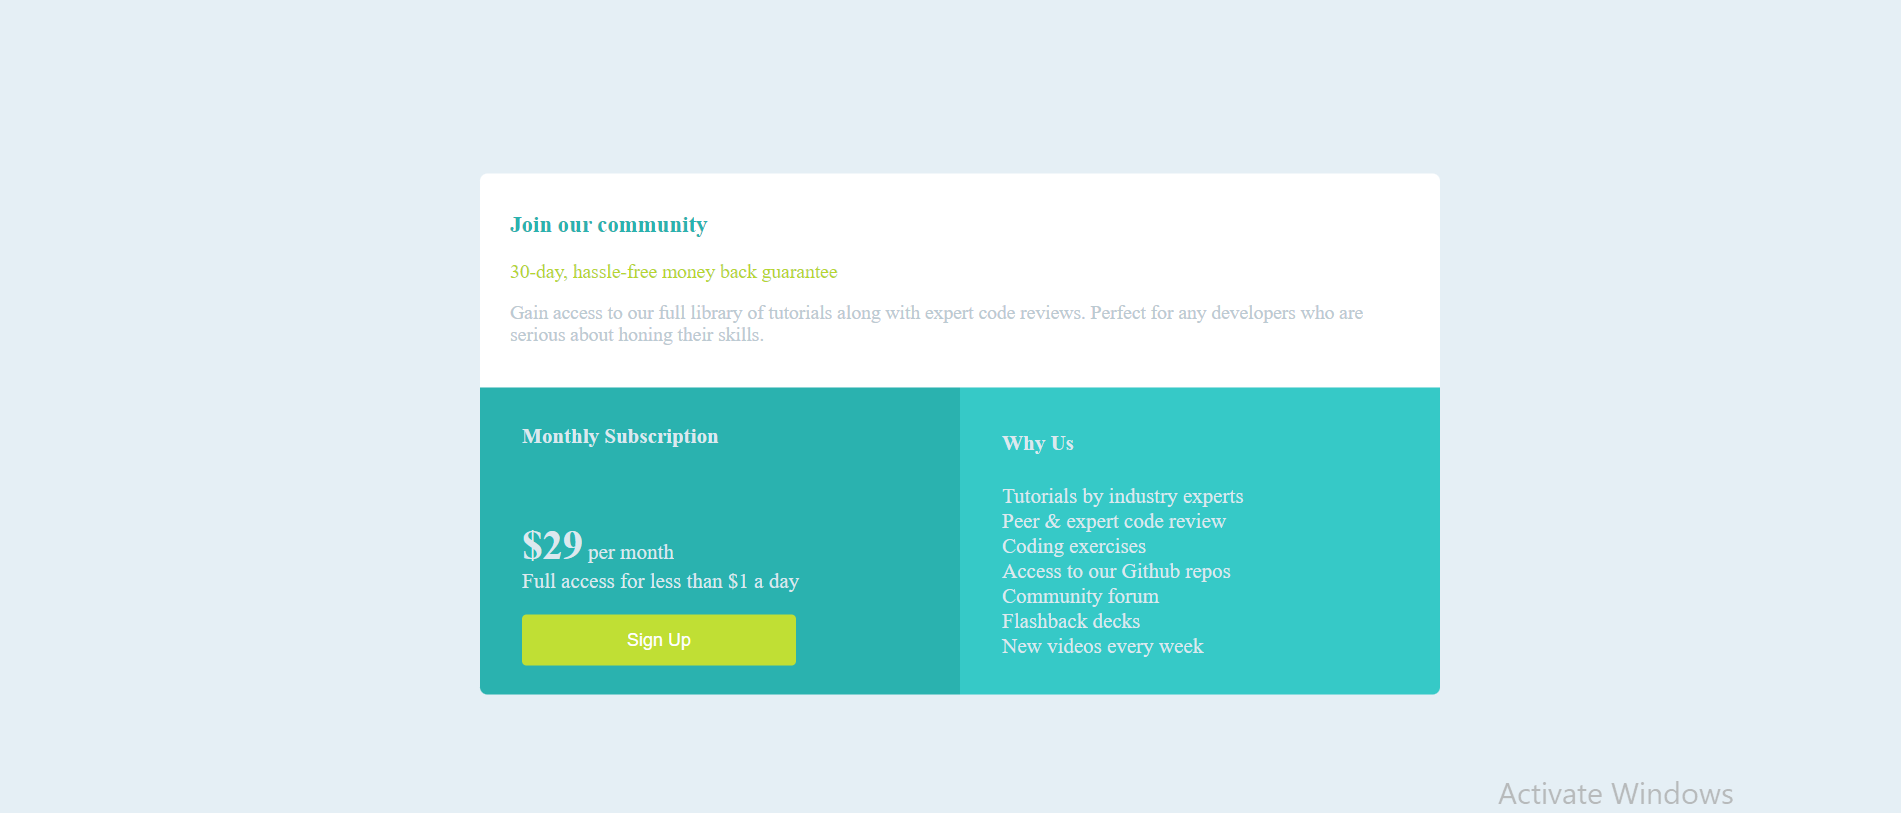 Join our community
30-day, hassle-free money back guarantee
Gain access to our full library of tutorials along with expert code reviews. Perfect for any developers who are
serious about honing their skills.
Monthly Subscription
$29 per month
Full access for less than $1 a day
Sign Up
Why Us
Tutorials by industry experts
Peer & expert code review
Coding exercises
Access to our Github repos
Community forum
Flashback decks
New videos every week
Activate Windows